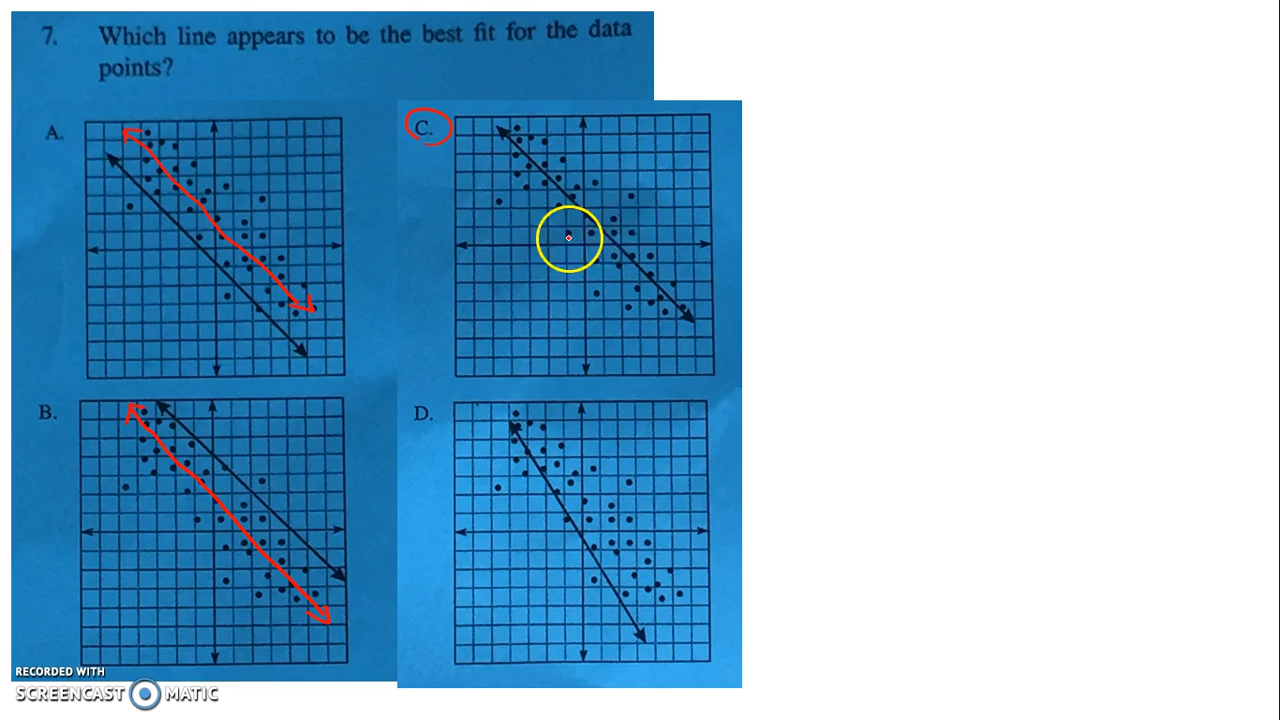 7. Which line appears to be the best fit for the data
points?
A.
C.
B.
D.
RECORDED WITH
SCREENCAST MATIC